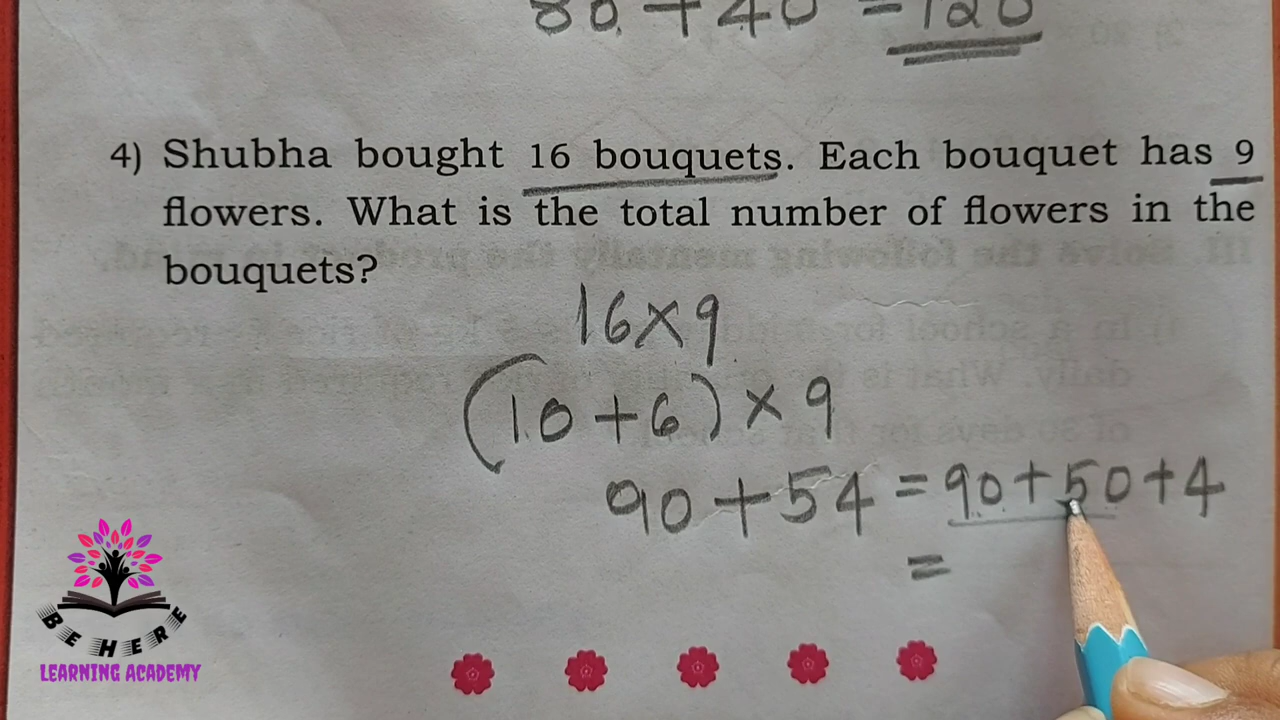 80 + 40 = 120
4) Shubha bought 16 bouquets. Each bouquet has 9
flowers. What is the total number of flowers in the
bouquets?
16×9
(10+6)×9
90+54 = 90+50+4
=
BE HERE
LEARNING ACADEMY